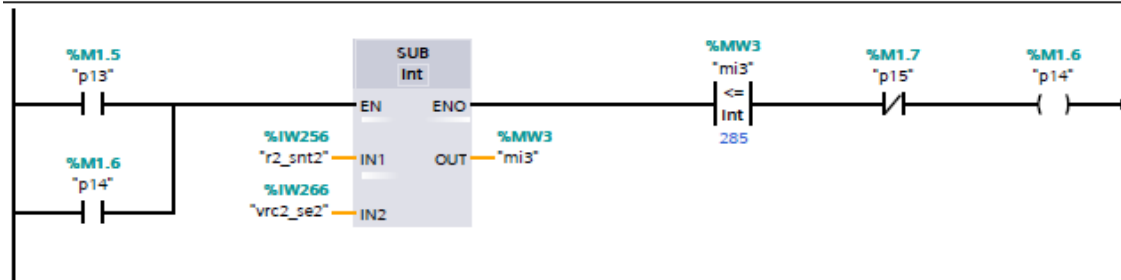 %M1.5
"p13"
SUB
Int
%MW3
"mi3"
<=
Int
285
%M1.7
"p15"
%M1.6
"p14"
EN
ENO
%IW256
"r2_snt2"
IN1
%MW3
OUT
"mi3"
%M1.6
"p14"
%IW266
"vrc2_se2"
IN2